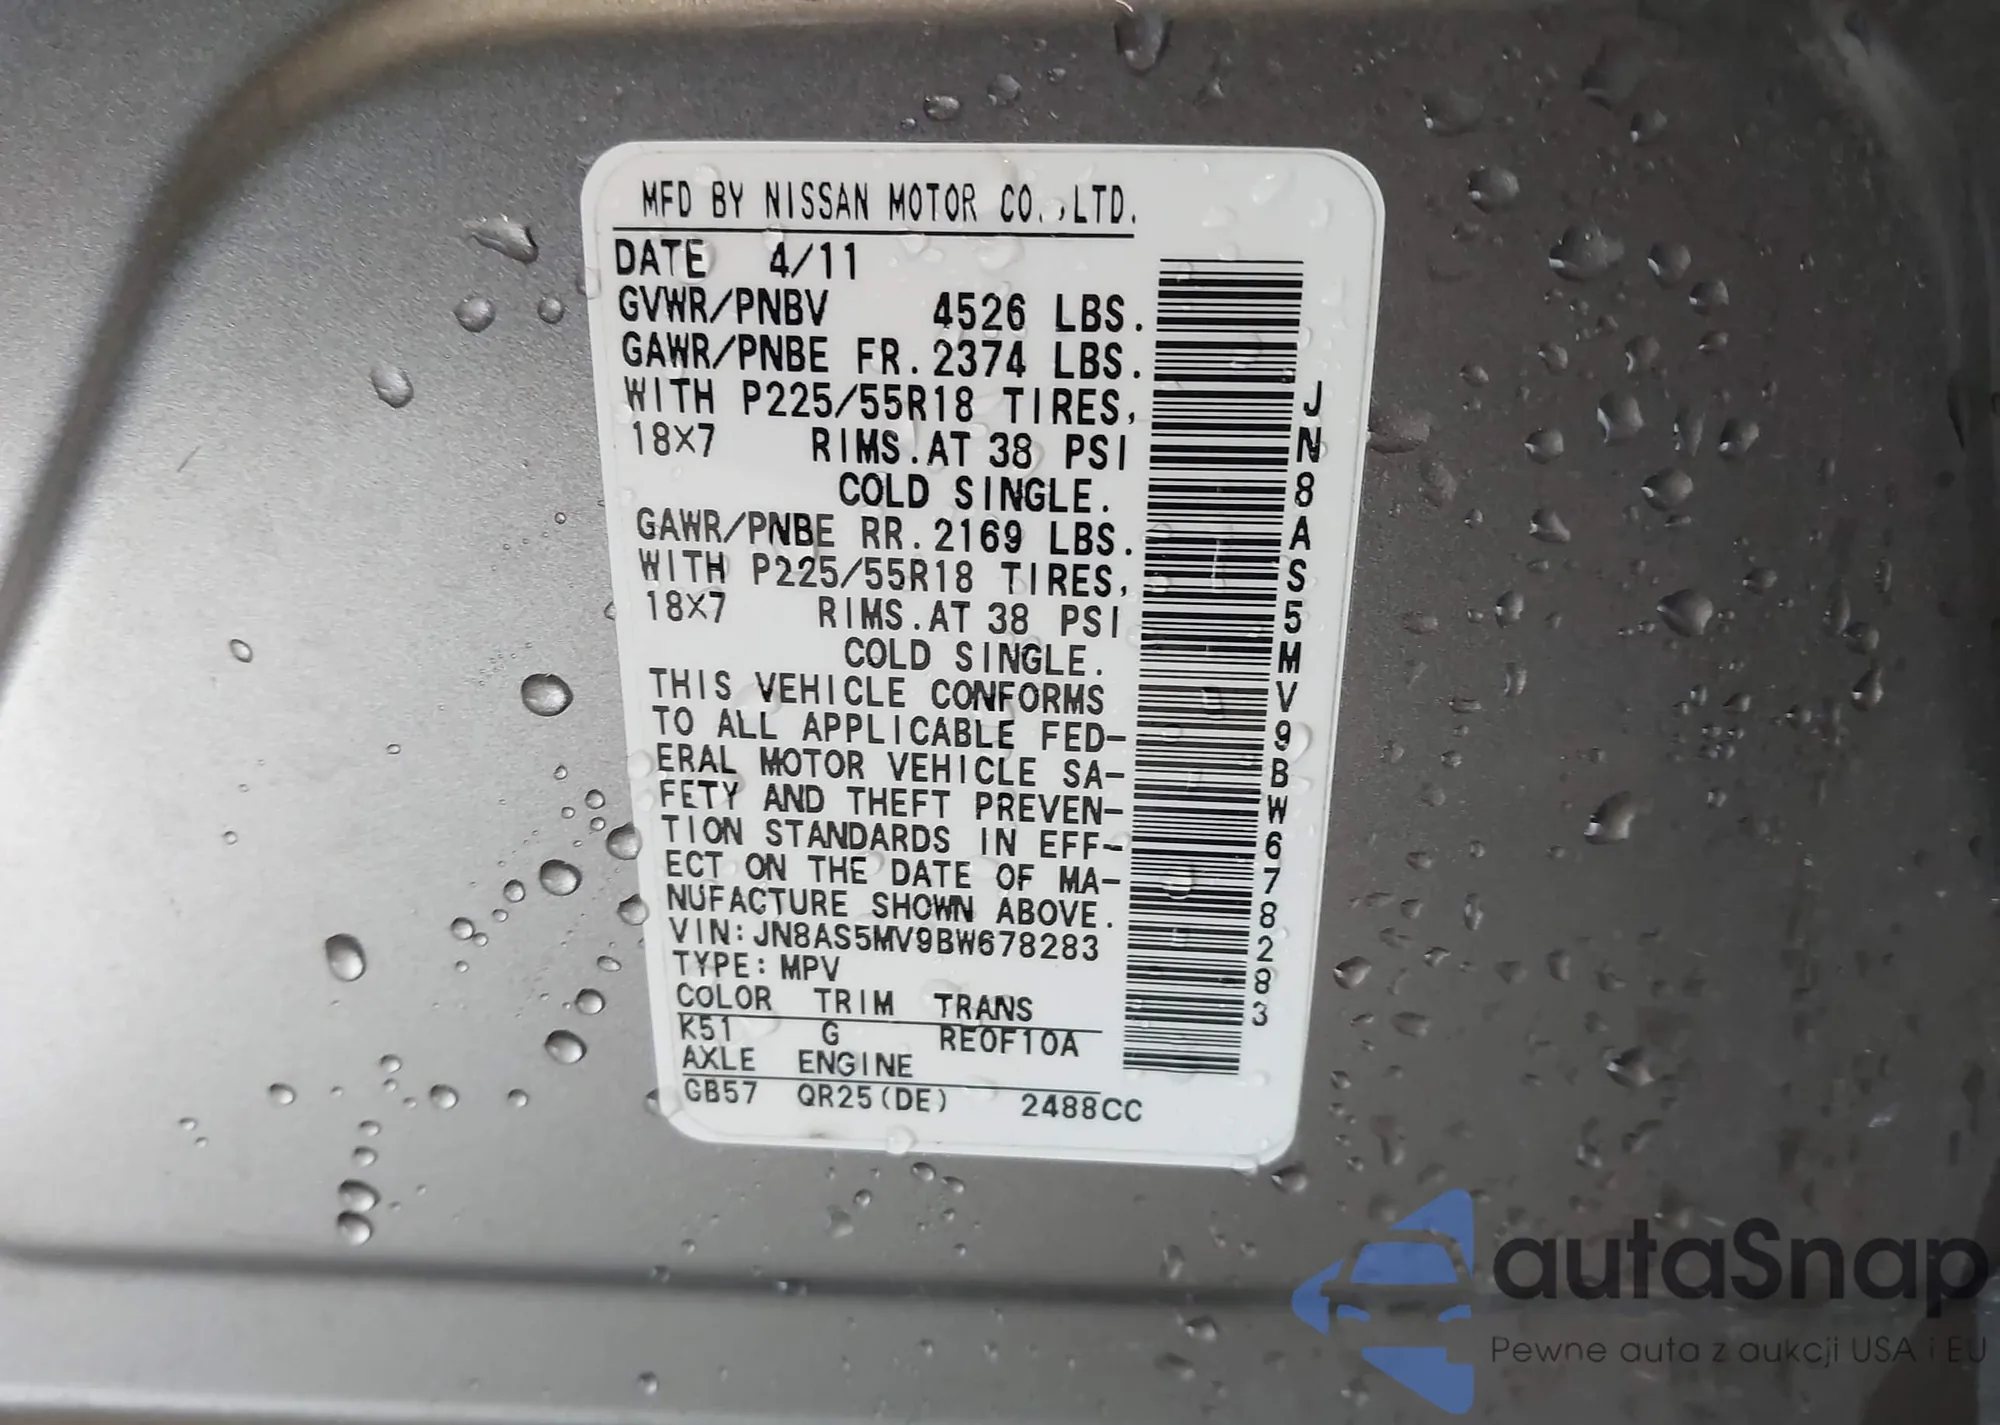 MFD BY NISSAN MOTOR CO.,LTD.
DATE 4/11
GVWR/PNBV 4526 LBS.
GAWR/PNBE FR. 2374 LBS.
WITH P225/55R18 TIRES,
18X7 RIMS.AT 38 PSI
COLD SINGLE.
GAWR/PNBE RR. 2169 LBS.
WITH P225/55R18 TIRES,
18X7 RIMS.AT 38 PSI
COLD SINGLE.
THIS VEHICLE CONFORMS
TO ALL APPLICABLE FED-
ERAL MOTOR VEHICLE SA-
FETY AND THEFT PREVEN-
TION STANDARDS IN EFF-
ECT ON THE DATE OF MA-
NUFACTURE SHOWN ABOVE.
VIN: JN8AS5MV9BW678283
TYPE: MPV
COLOR TRIM TRANS
K51 G RE0F10A
AXLE ENGINE
GB57 QR25(DE) 2488CC
JN8AS5MV9BW678283
autaSnap
Pewne auta z aukcji USA i EU